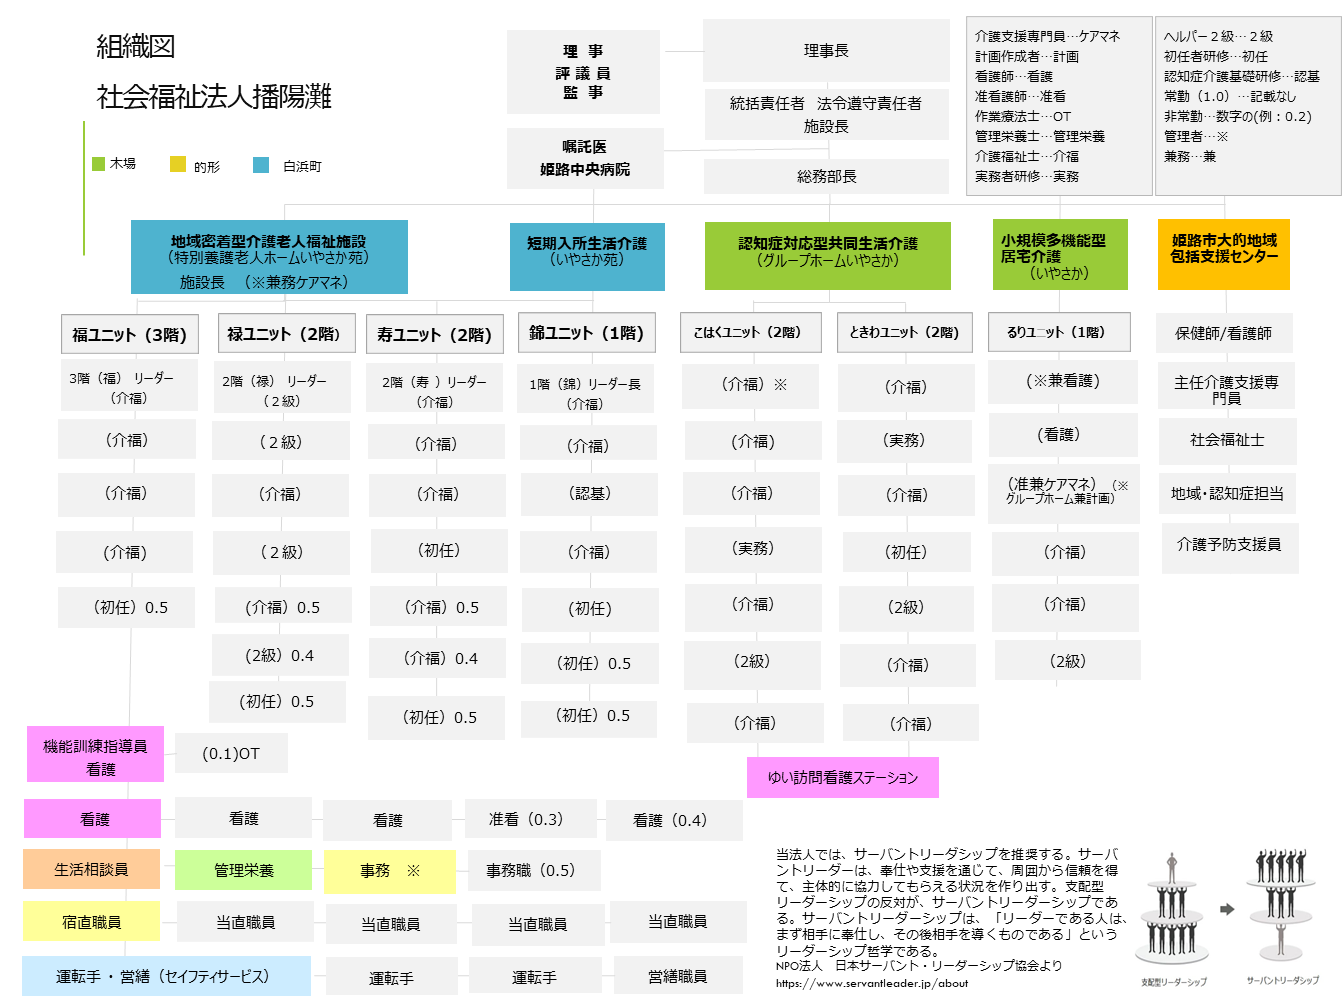 組織図
社会福祉法人播陽灘
木場
的形
白浜町
理　事
評 議 員
監　事
理事長
統括責任者　法令遵守責任者
施設長
嘱託医
姫路中央病院
総務部長
介護支援専門員…ケアマネ
計画作成者…計画
看護師…看護
准看護師…准看
作業療法士…OT
管理栄養士…管理栄養
介護福祉士…介福
実務者研修…実務
ヘルパー２級…２級
初任者研修…初任
認知症介護基礎研修…認基
常勤（1.0）…記載なし
非常勤…数字の(例：0.2)
管理者…※
兼務…兼
地域密着型介護老人福祉施設
（特別養護老人ホームいやさか苑）
施設長　（※兼務ケアマネ）
短期入所生活介護
（いやさか苑）
認知症対応型共同生活介護
（グループホームいやさか）
小規模多機能型
居宅介護
（いやさか）
姫路市大的地域
包括支援センター
福ユニット（3階）
3階（福）　リーダー
（介福）
（介福）
（介福）
（介福)
（初任）0.5
禄ユニット（2階）
2階（禄）　リーダー
（２級）
（２級）
（介福）
（２級）
（介福）0.5
（2級）0.4
（初任）0.5
寿ユニット（2階）
2階（寿 ）リーダー
（介福）
（介福）
（介福）
（初任）
（介福）0.5
（介福）0.4
（初任）0.5
錦ユニット（1階）
1階（錦）リーダー長
（介福）
（介福）
（認基）
（介福）
（初任)
（初任）0.5
（初任）0.5
こはくユニット（2階）
（介福）※
（介福）
（介福）
（実務）
（介福）
（2級）
（介福）
ときわユニット（2階）
（介福）
（実務）
（介福）
（初任）
（2級）
（介福）
（介福）
るりユニット（1階）
（※兼看護）
（看護）
（准兼ケアマネ）（※
グループホーム兼計画）
（介福）
（介福）
（2級）
保健師/看護師
主任介護支援専
門員
社会福祉士
地域・認知症担当
介護予防支援員
機能訓練指導員
看護
(0.1)OT
ゆい訪問看護ステーション
看護
看護
看護
准看（0.3）
看護（0.4）
生活相談員
管理栄養
事務　※
事務職（0.5）
宿直職員
当直職員
当直職員
当直職員
当直職員
運転手・営繕（セイフティサービス）
運転手
運転手
営繕職員
当法人では、サーバントリーダシップを推奨する。サーバ
ントリーダーは、奉仕や支援を通じて、周囲から信頼を得
て、主体的に協力してもらえる状況を作り出す。支配型
リーダーシップの反対が、サーバントリーダーシップであ
る。サーバントリーダーシップは、「リーダーである人は、
まず相手に奉仕し、その後相手を導くものである」という
リーダーシップ哲学である。
NPO法人　日本サーバント・リーダーシップ協会より
https://www.servantleader.jp/about
支配型リーダーシップ
サーバントリーダシップ